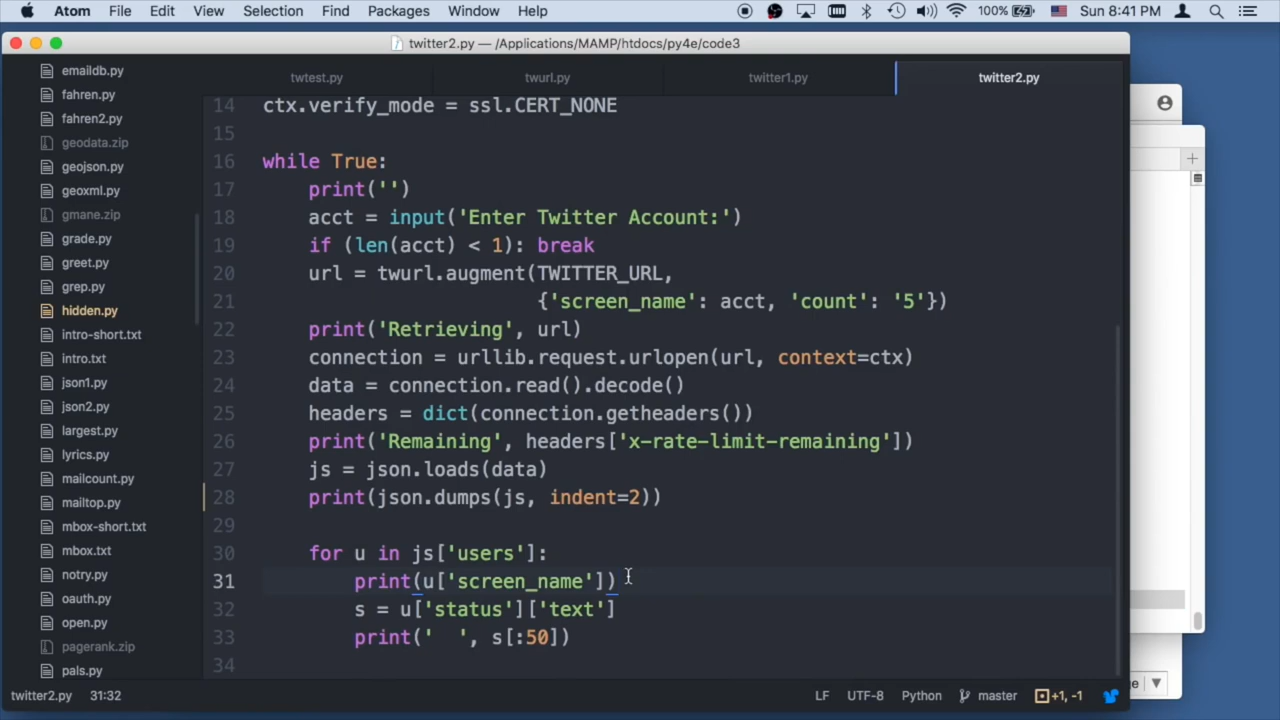 Atom File Edit View Selection Find Packages Window Help 100% Sun 8:41 PM
twitter2.py — /Applications/MAMP/htdocs/py4e/code3
twtest.py twurl.py twitter1.py twitter2.py
emaildb.py
fahren.py
fahren2.py
geodata.zip
geojson.py
geoxml.py
gmane.zip
grade.py
greet.py
grep.py
hidden.py
intro-short.txt
intro.txt
json1.py
json2.py
largest.py
lyrics.py
mailcount.py
mailtop.py
mbox-short.txt
mbox.txt
notry.py
oauth.py
open.py
pagerank.zip
pals.py
14 ctx.verify_mode = ssl.CERT_NONE
15
16 while True:
17     print('')
18     acct = input('Enter Twitter Account:')
19     if (len(acct) < 1): break
20     url = twurl.augment(TWITTER_URL,
21                         {'screen_name': acct, 'count': '5'})
22     print('Retrieving', url)
23     connection = urllib.request.urlopen(url, context=ctx)
24     data = connection.read().decode()
25     headers = dict(connection.getheaders())
26     print('Remaining', headers['x-rate-limit-remaining'])
27     js = json.loads(data)
28     print(json.dumps(js, indent=2))
29
30     for u in js['users']:
31         print(u['screen_name'])
32         s = u['status']['text']
33         print('  ', s[:50])
34
twitter2.py 31:32 LF UTF-8 Python master +1, -1